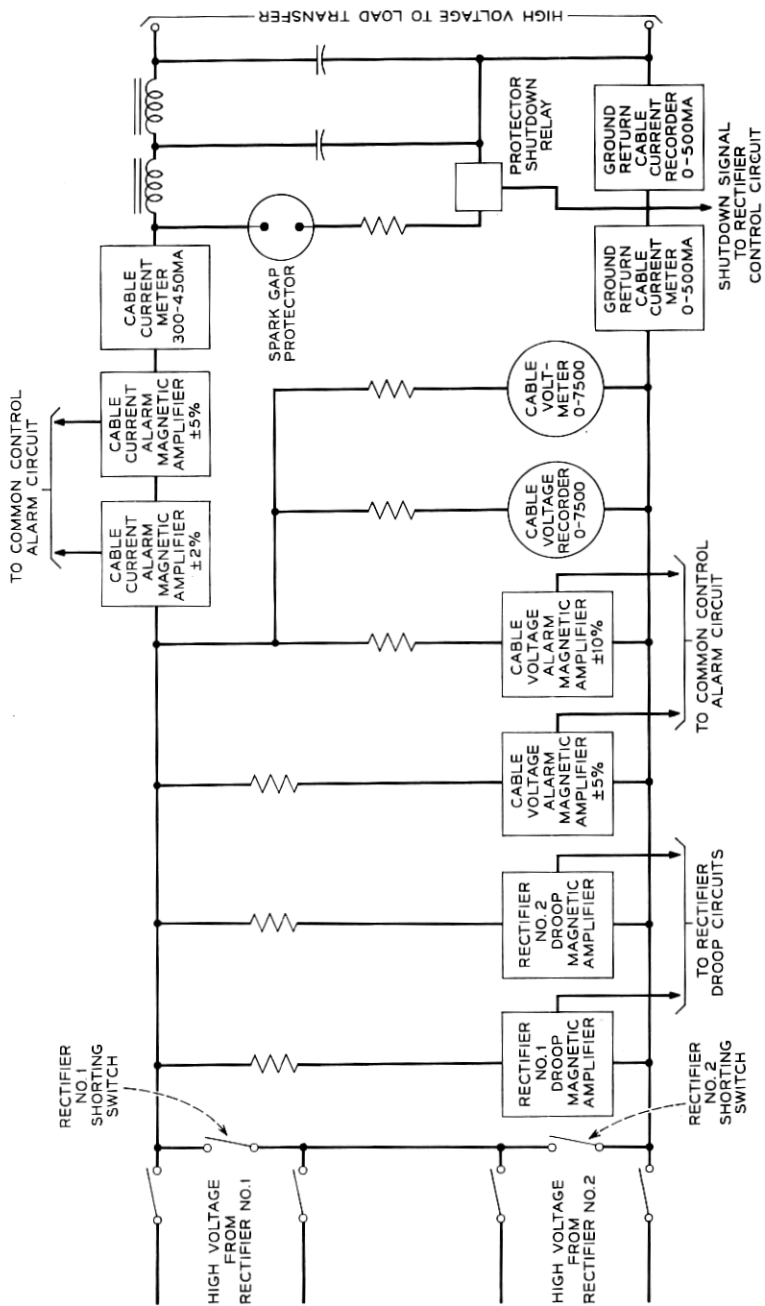 HIGH VOLTAGE TO LOAD TRANSFER
TO COMMON CONTROL
ALARM CIRCUIT
CABLE
CURRENT
ALARM
MAGNETIC
AMPLIFIER
±2%
CABLE
CURRENT
ALARM
MAGNETIC
AMPLIFIER
±5%
CABLE
CURRENT
METER
300-450MA
SPARK GAP
PROTECTOR
PROTECTOR
SHUTDOWN
RELAY
RECTIFIER
NO.1
SHORTING
SWITCH
HIGH VOLTAGE
FROM
RECTIFIER NO.1
HIGH VOLTAGE
FROM
RECTIFIER NO.2
RECTIFIER
NO.2
SHORTING
SWITCH
RECTIFIER
NO.1
DROOP
MAGNETIC
AMPLIFIER
RECTIFIER
NO.2
DROOP
MAGNETIC
AMPLIFIER
CABLE
VOLTAGE
ALARM
MAGNETIC
AMPLIFIER
±5%
CABLE
VOLTAGE
ALARM
MAGNETIC
AMPLIFIER
±10%
CABLE
VOLTAGE
RECORDER
0-7500
CABLE
VOLT-
METER
0-7500
GROUND
RETURN
CABLE
CURRENT
METER
0-500MA
GROUND
RETURN
CABLE
CURRENT
RECORDER
0-500MA
TO RECTIFIER
DROOP CIRCUITS
TO COMMON CONTROL
ALARM CIRCUIT
SHUTDOWN SIGNAL
TO RECTIFIER
CONTROL CIRCUIT